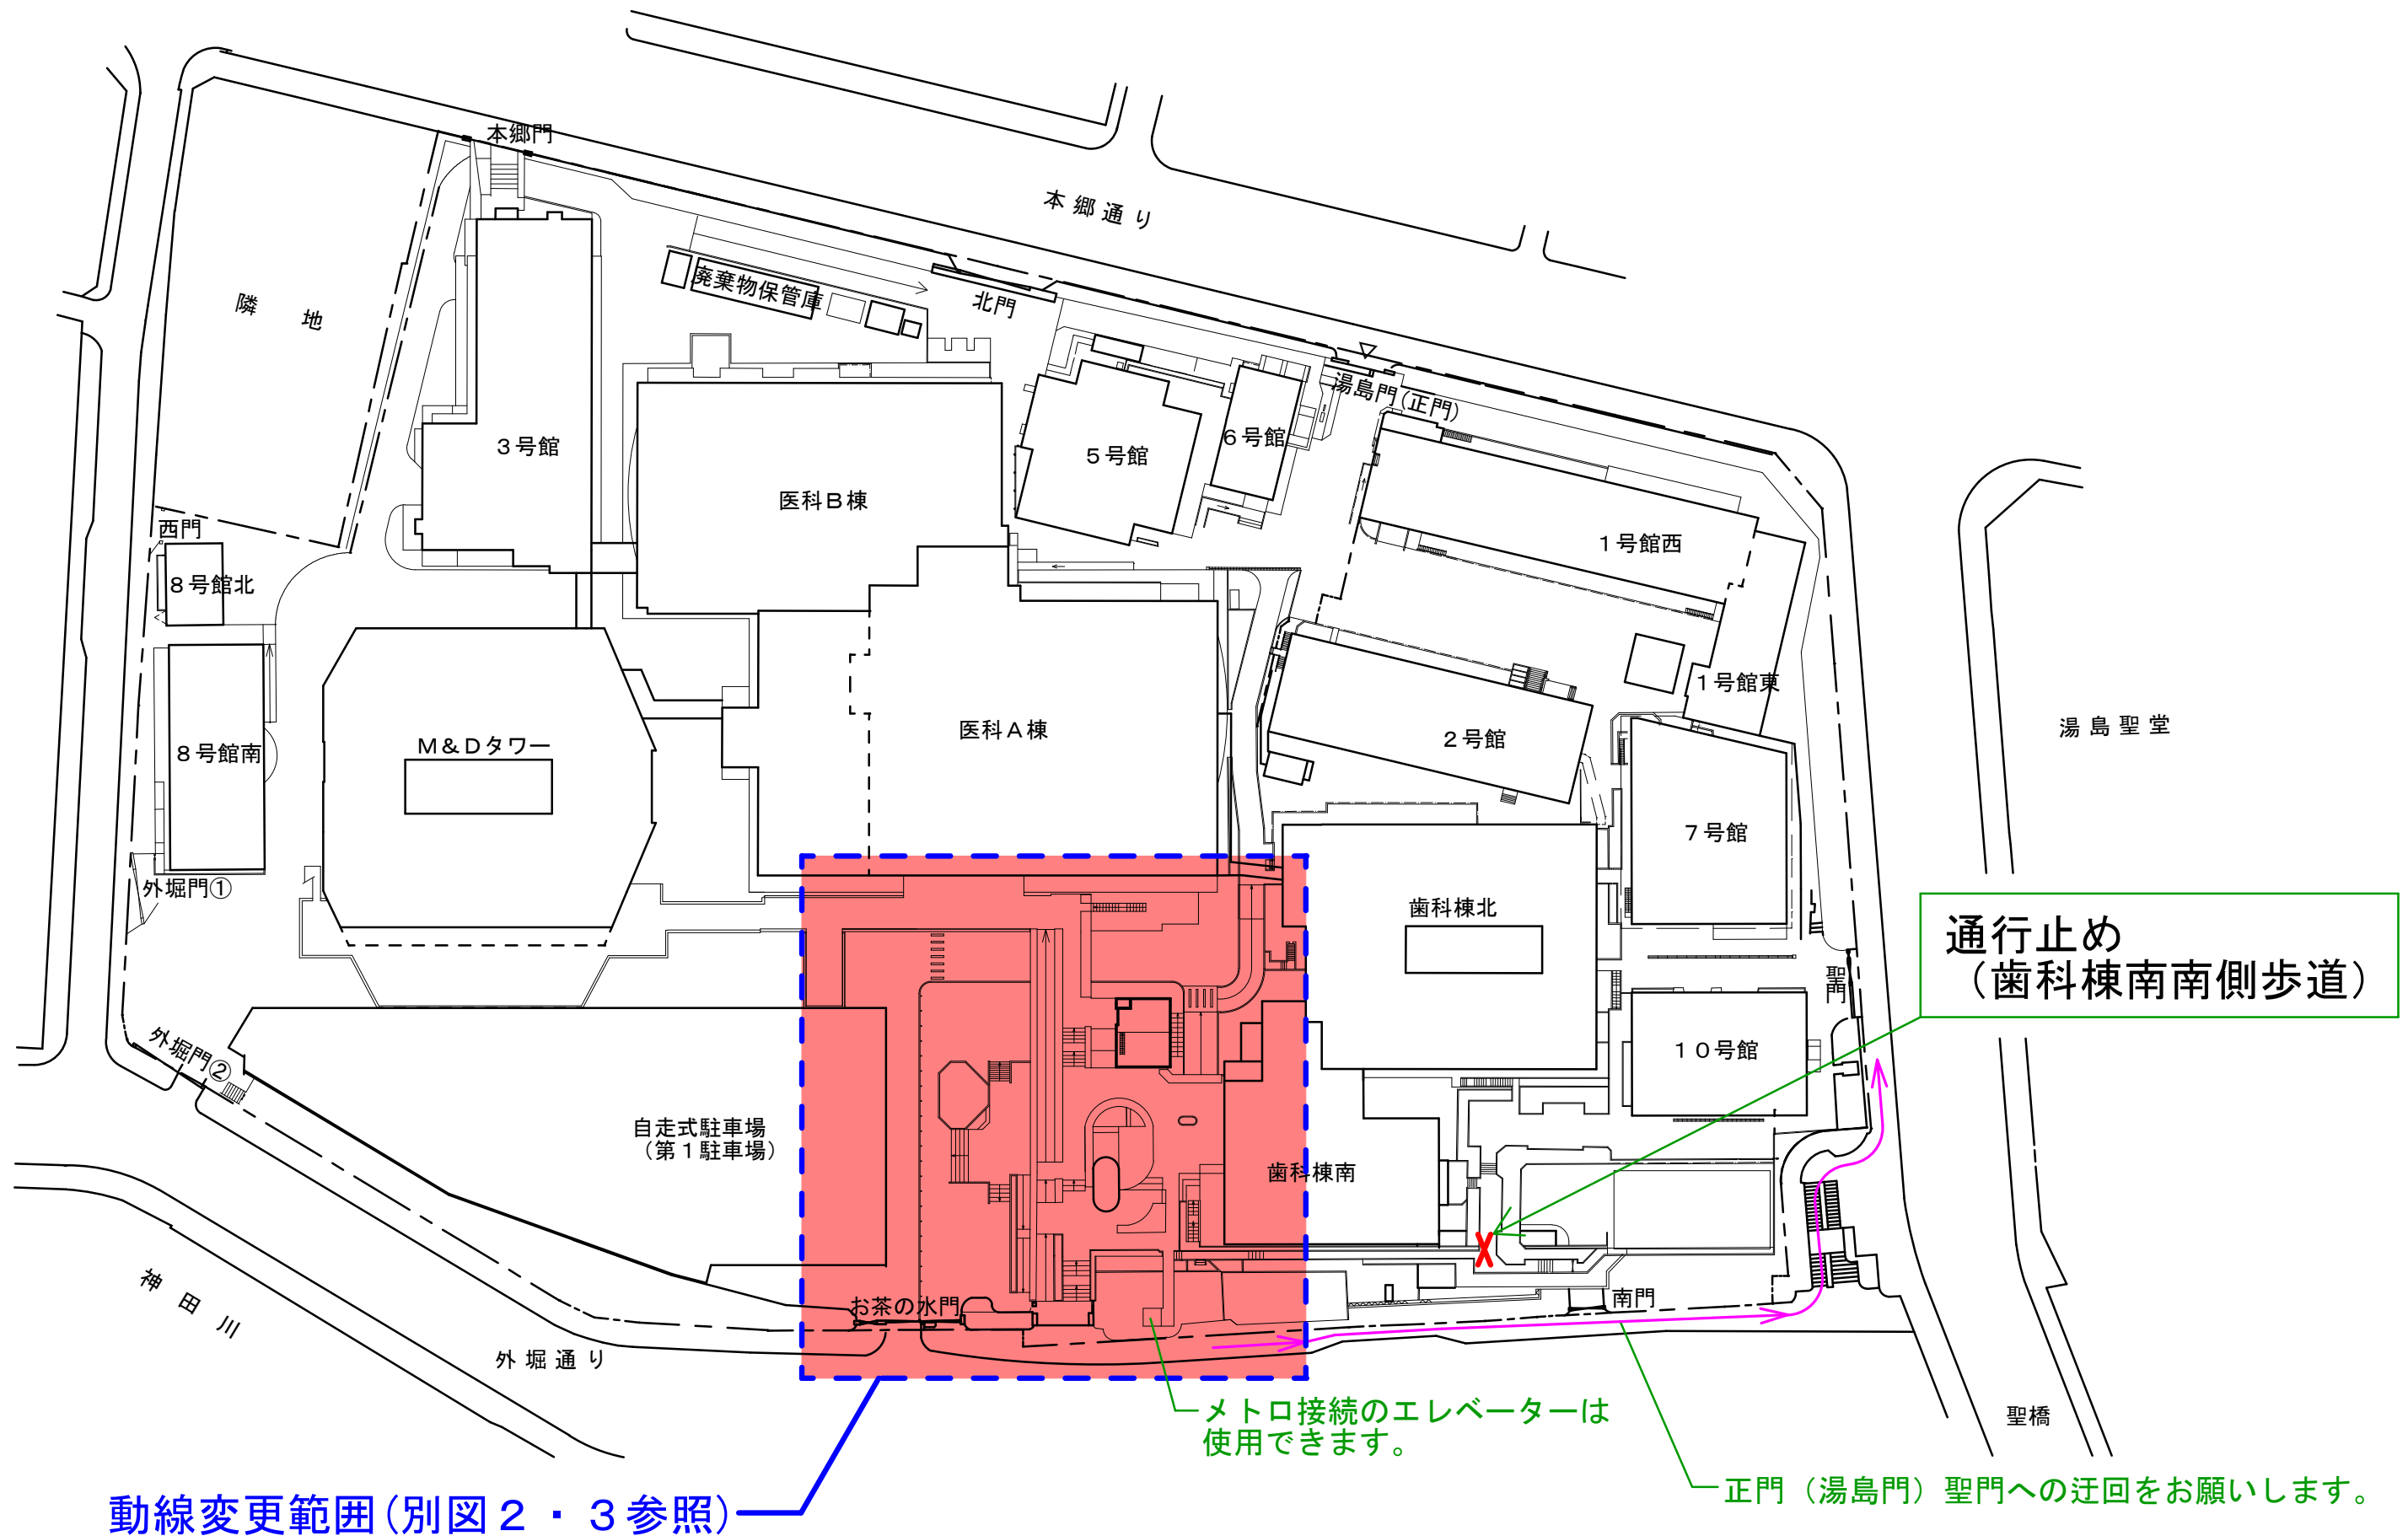 本郷門
本郷通り
廃棄物保管庫
北門
隣　地
湯島門(正門)
３号館
５号館
６号館
医科Ｂ棟
１号館西
西門
８号館北
１号館東
湯島聖堂
Ｍ＆Ｄタワー
８号館南
医科Ａ棟
２号館
７号館
外堀門①
歯科棟北
通行止め
（歯科棟南南側歩道）
聖門
外堀門②
１０号館
自走式駐車場
（第１駐車場）
歯科棟南
神田川
お茶の水門
南門
外堀通り
メトロ接続のエレベーターは
使用できます。
聖橋
正門（湯島門）聖門への迂回をお願いします。
動線変更範囲(別図２・３参照)